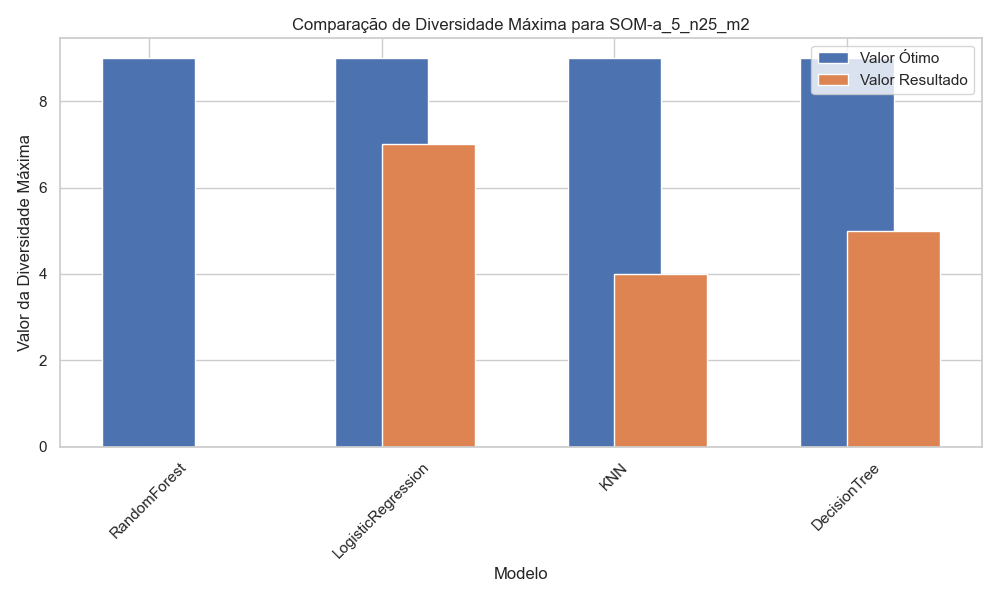 Comparação de Diversidade Máxima para SOM-a_5_n25_m2
Valor Ótimo
Valor Resultado
Valor da Diversidade Máxima
8
6
4
2
0
RandomForest
LogisticRegression
KNN
DecisionTree
Modelo